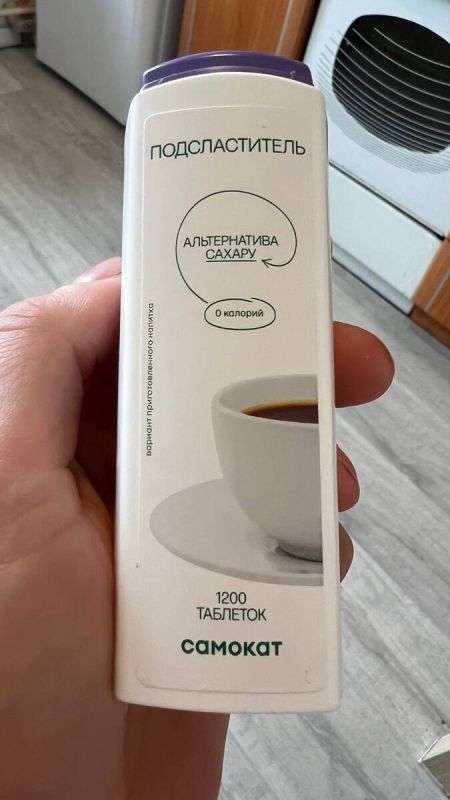 ПОДСЛАСТИТЕЛЬ
АЛЬТЕРНАТИВА
САХАРУ
0 калорий
вариант приготовленного напитка
1200
ТАБЛЕТОК
самокат